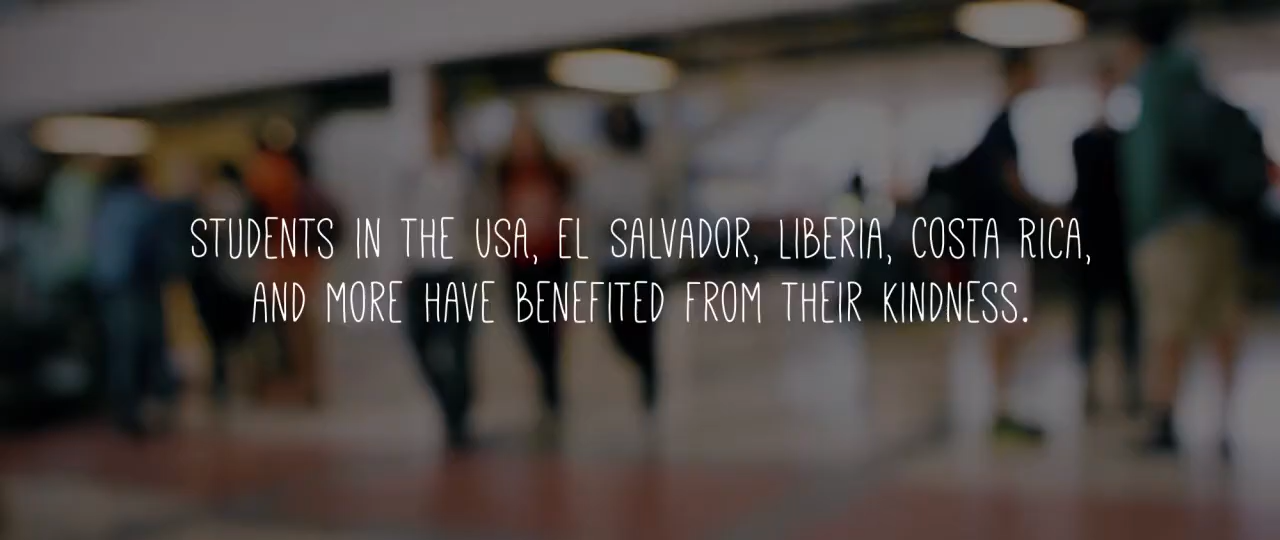 STUDENTS IN THE USA, EL SALVADOR, LIBERIA, COSTA RICA,
AND MORE HAVE BENEFITED FROM THEIR KINDNESS.